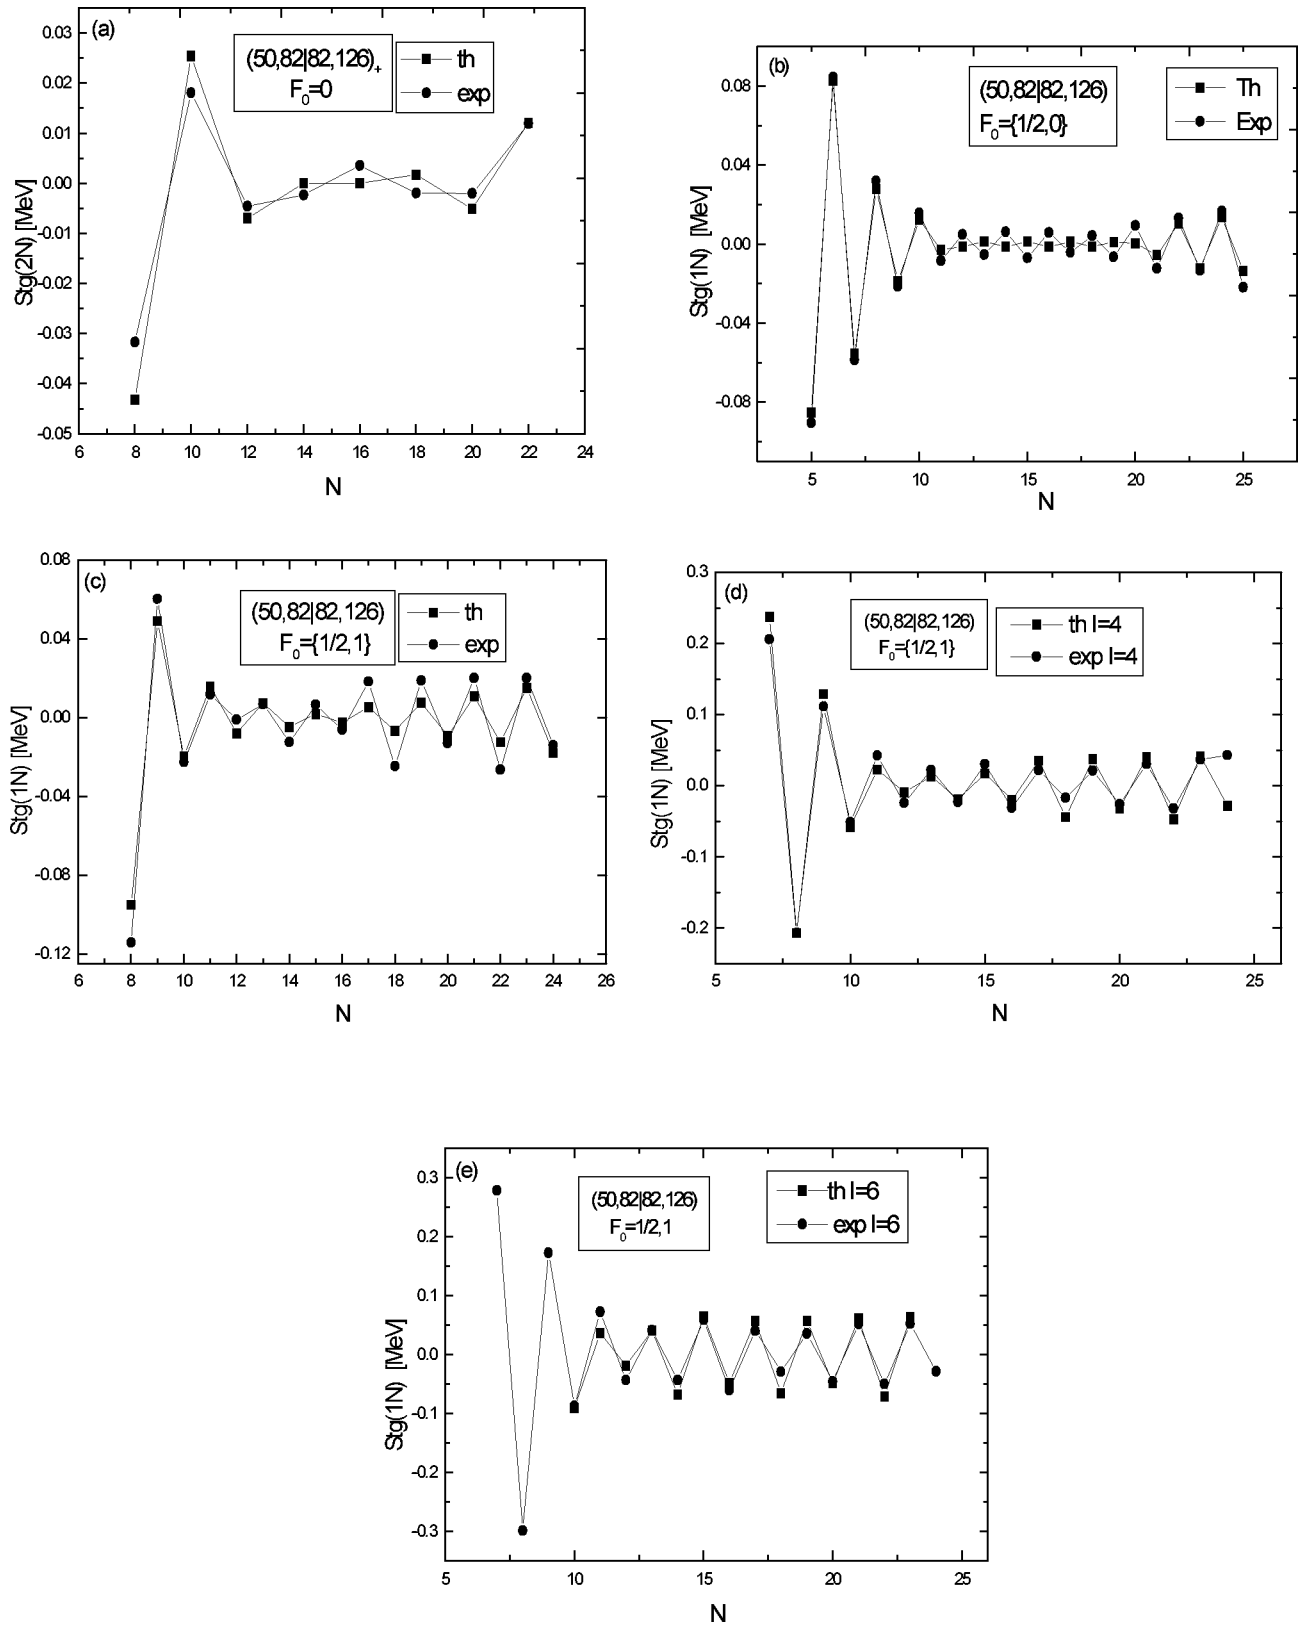 (a)
(50,82|82,126)+
F0=0
th
exp
0.03
0.02
0.01
0.00
-0.01
-0.02
-0.03
-0.04
-0.05
Stg(2N) [MeV]
6 8 10 12 14 16 18 20 22 24
N
(b)
(50,82|82,126)
F0={1/2,0}
Th
Exp
0.08
0.04
0.00
-0.04
-0.08
Stg(1N) [MeV]
5 10 15 20 25
N
(c)
(50,82|82,126)
F0={1/2,1}
th
exp
0.08
0.04
0.00
-0.04
-0.08
-0.12
Stg(1N) [MeV]
6 8 10 12 14 16 18 20 22 24 26
N
(d)
(50,82|82,126)
F0={1/2,1}
th I=4
exp I=4
0.3
0.2
0.1
0.0
-0.1
-0.2
Stg(1N) [MeV]
5 10 15 20 25
N
(e)
(50,82|82,126)
F0=1/2,1
th I=6
exp I=6
0.3
0.2
0.1
0.0
-0.1
-0.2
-0.3
Stg(1N) [MeV]
5 10 15 20 25
N